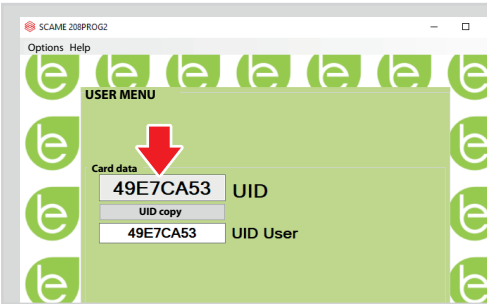 SCAME 208PROG2
Options Help
USER MENU
Card data
49E7CA53 UID
UID copy
49E7CA53 UID User